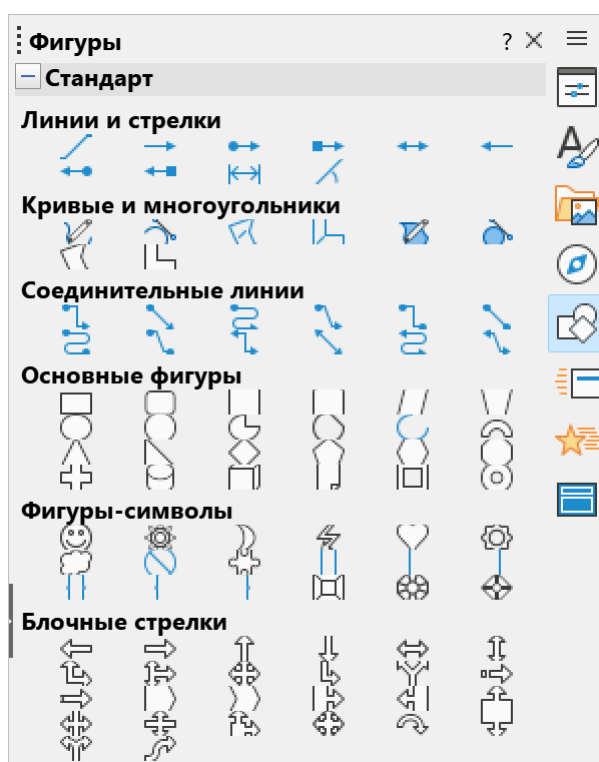 Фигуры ?
Стандарт
Линии и стрелки
Кривые и многоугольники
Соединительные линии
Основные фигуры
Фигуры-символы
Блочные стрелки